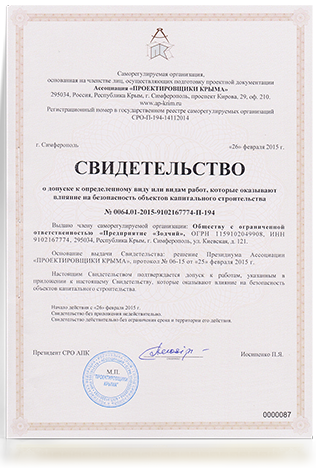 Саморегулируемая организация,
основанная на членстве лиц, осуществляющих подготовку проектной документации
Ассоциация «ПРОЕКТИРОВЩИКИ КРЫМА»
295034, Россия, Республика Крым, г. Симферополь, проспект Кирова, 29, оф. 210.
www.ap-krim.ru
Регистрационный номер в государственном реестре саморегулируемых организаций
СРО-П-194-14112014
г. Симферополь «26» февраля 2015 г.
СВИДЕТЕЛЬСТВО
о допуске к определенному виду или видам работ, которые оказывают
влияние на безопасность объектов капитального строительства
№ 0064.01-2015-9102167774-П-194
Выдано члену саморегулируемой организации: Обществу с ограниченной
ответственностью «Предприятие «Зодчий», ОГРН 1159102049908, ИНН
9102167774, 295034, Республика Крым, г. Симферополь, ул. Киевская, д. 121.
Основание выдачи Свидетельства: решение Президиума Ассоциации
«ПРОЕКТИРОВЩИКИ КРЫМА», протокол № 06-15 от «25» февраля 2015 г.
Настоящим Свидетельством подтверждается допуск к работам, указанным в
приложении к настоящему Свидетельству, которые оказывают влияние на безопасность
объектов капитального строительства.
Начало действия с «26» февраля 2015 г.
Свидетельство без приложения недействительно.
Свидетельство действительно без ограничения срока и территории его действия.
Президент СРО АПК Иосипенко П.Я.
М.П.
"ПРОЕКТИРОВЩИКИ
КРЫМА"
0000087